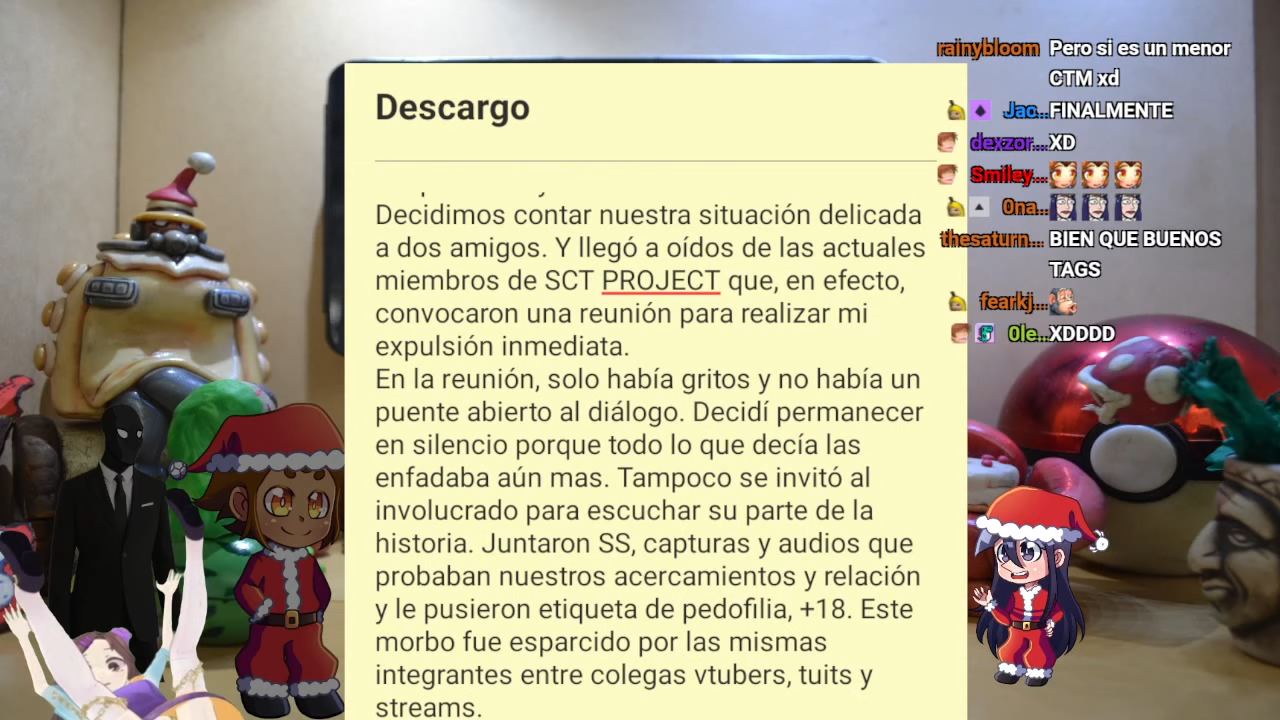 Descargo
Decidimos contar nuestra situación delicada
a dos amigos. Y llegó a oídos de las actuales
miembros de SCT PROJECT que, en efecto,
convocaron una reunión para realizar mi
expulsión inmediata.
En la reunión, solo había gritos y no había un
puente abierto al diálogo. Decidí permanecer
en silencio porque todo lo que decía las
enfadaba aún mas. Tampoco se invitó al
involucrado para escuchar su parte de la
historia. Juntaron SS, capturas y audios que
probaban nuestros acercamientos y relación
y le pusieron etiqueta de pedofilia, +18. Este
morbo fue esparcido por las mismas
integrantes entre colegas vtubers, tuits y
streams.
rainybloom Pero si es un menor
CTM xd
Jac... FINALMENTE
dexzor... XD
Smiley...
0na...
thesaturn... BIEN QUE BUENOS
TAGS
fearkj...
0le... XDDDD